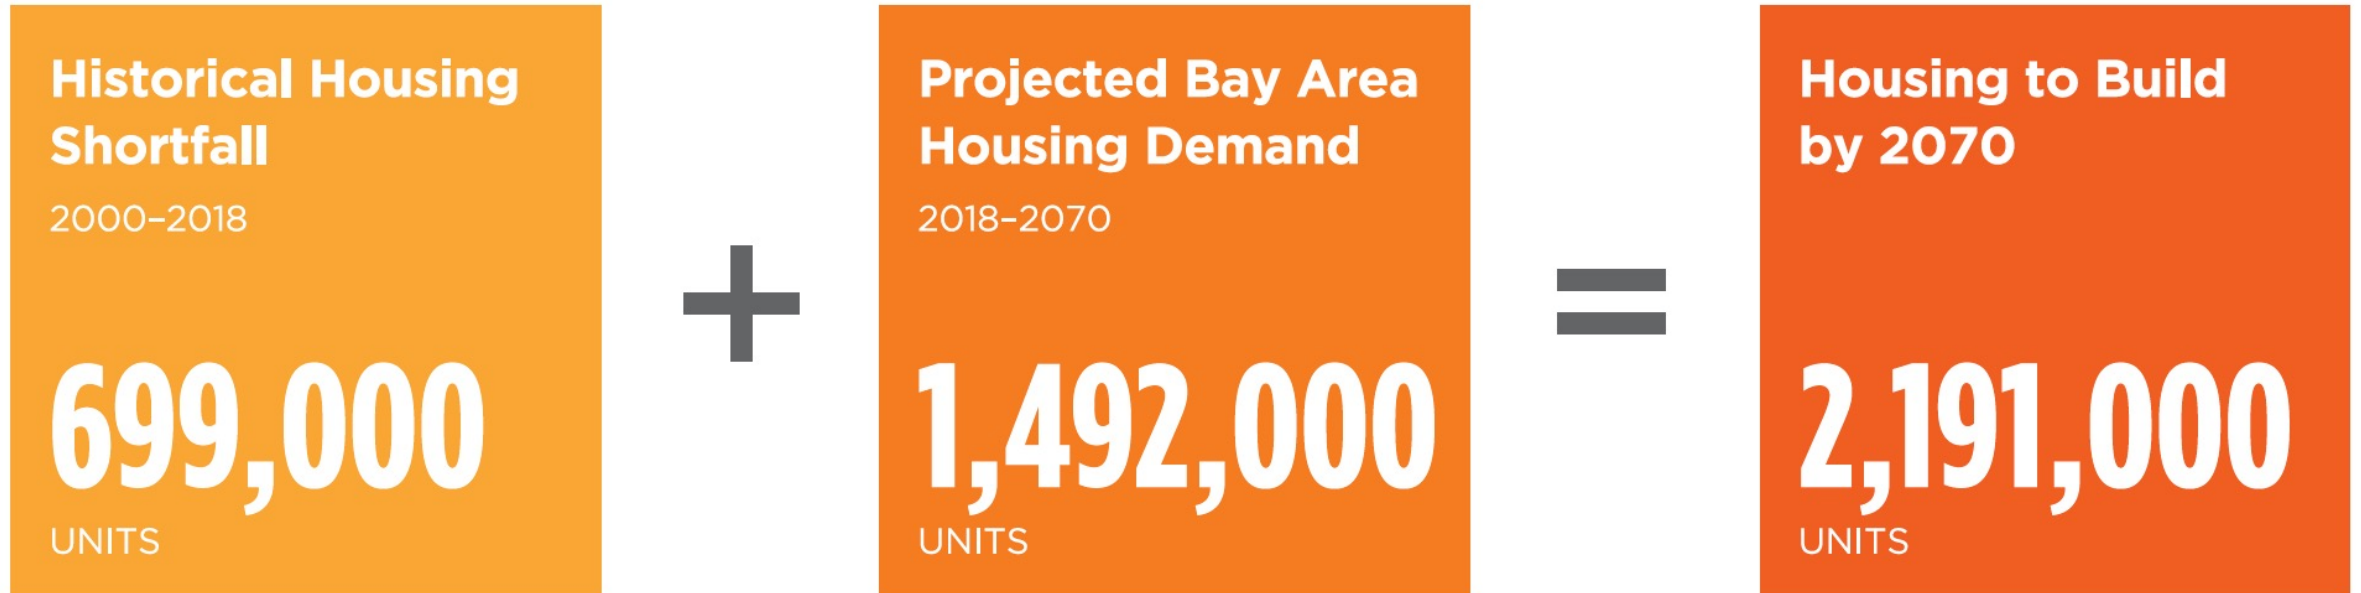 Historical Housing
Shortfall
2000–2018
699,000
UNITS
+
Projected Bay Area
Housing Demand
2018–2070
1,492,000
UNITS
=
Housing to Build
by 2070
2,191,000
UNITS